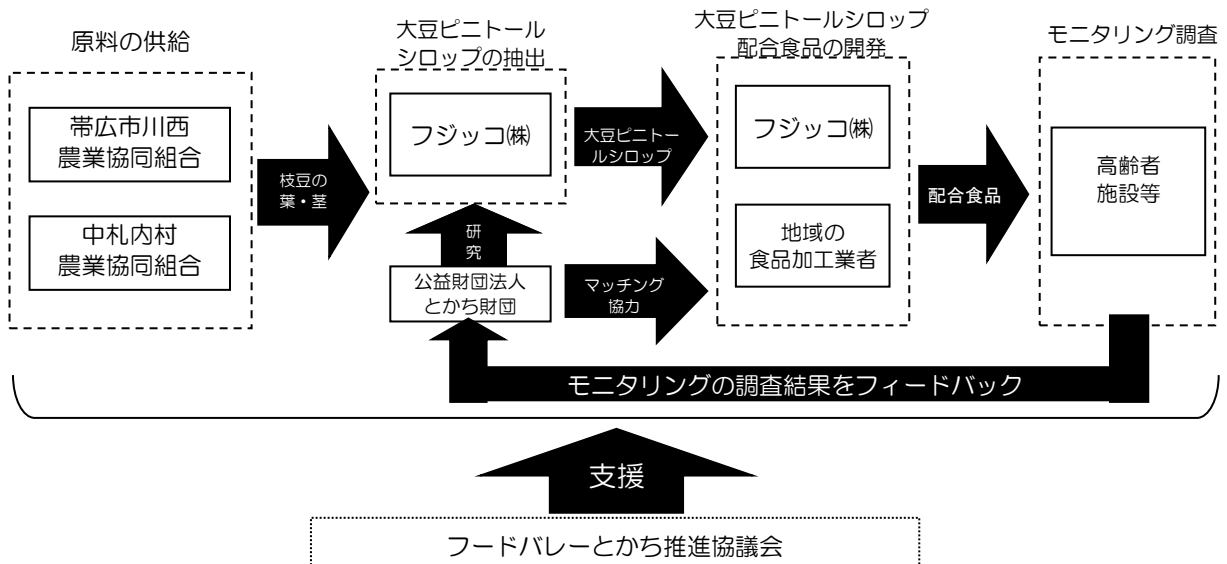 原料の供給
帯広市川西
農業協同組合
中札内村
農業協同組合
枝豆の
葉・茎
大豆ピニトール
シロップの抽出
フジッコ㈱
研
究
公益財団法人
とかち財団
大豆ピニトー
ルシロップ
マッチング
協力
大豆ピニトールシロップ
配合食品の開発
フジッコ㈱
地域の
食品加工業者
配合食品
モニタリング調査
高齢者
施設等
モニタリングの調査結果をフィードバック
支援
フードバレーとかち推進協議会